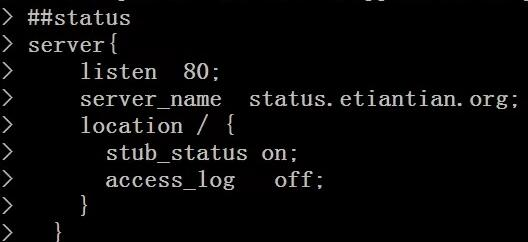 > ##status
> server{
>     listen  80;
>     server_name  status.etiantian.org;
>     location / {
>       stub_status on;
>       access_log   off;
>     }
>   }